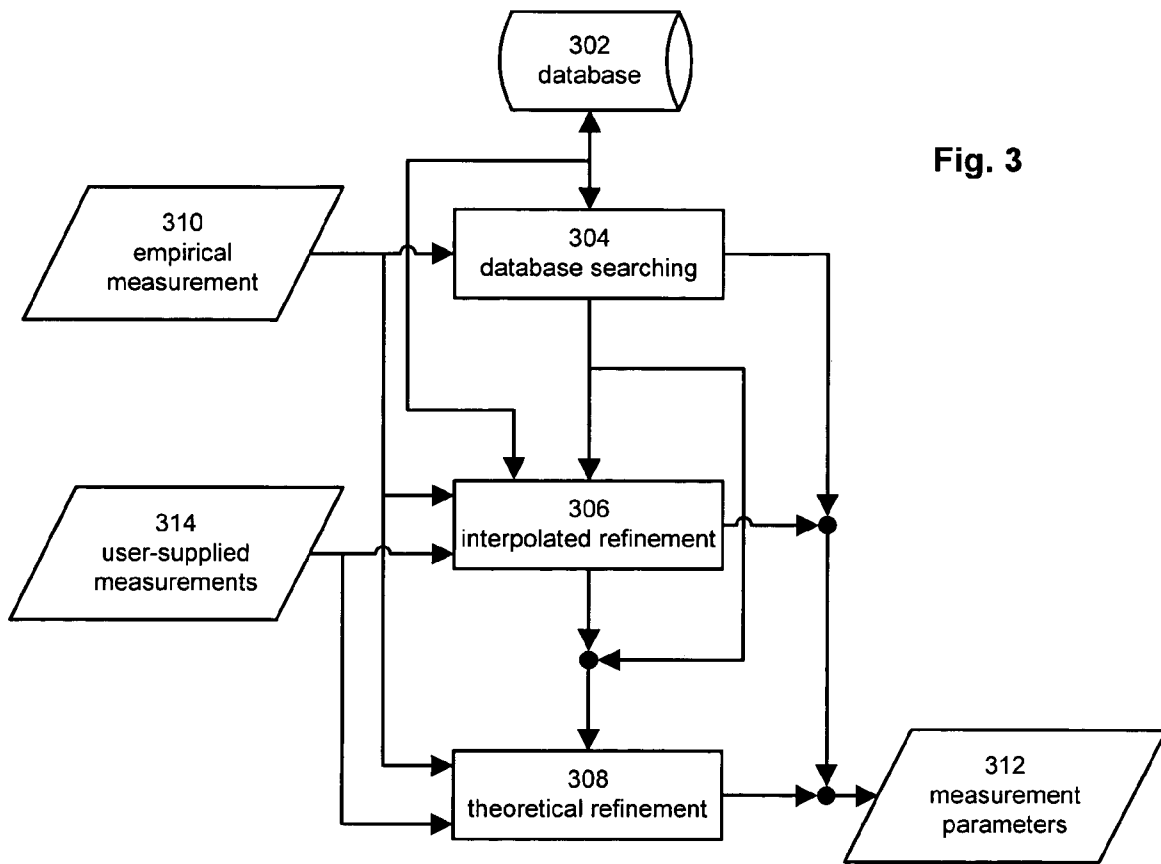 302
database
Fig. 3
310
empirical
measurement
304
database searching
314
user-supplied
measurements
306
interpolated refinement
308
theoretical refinement
312
measurement
parameters